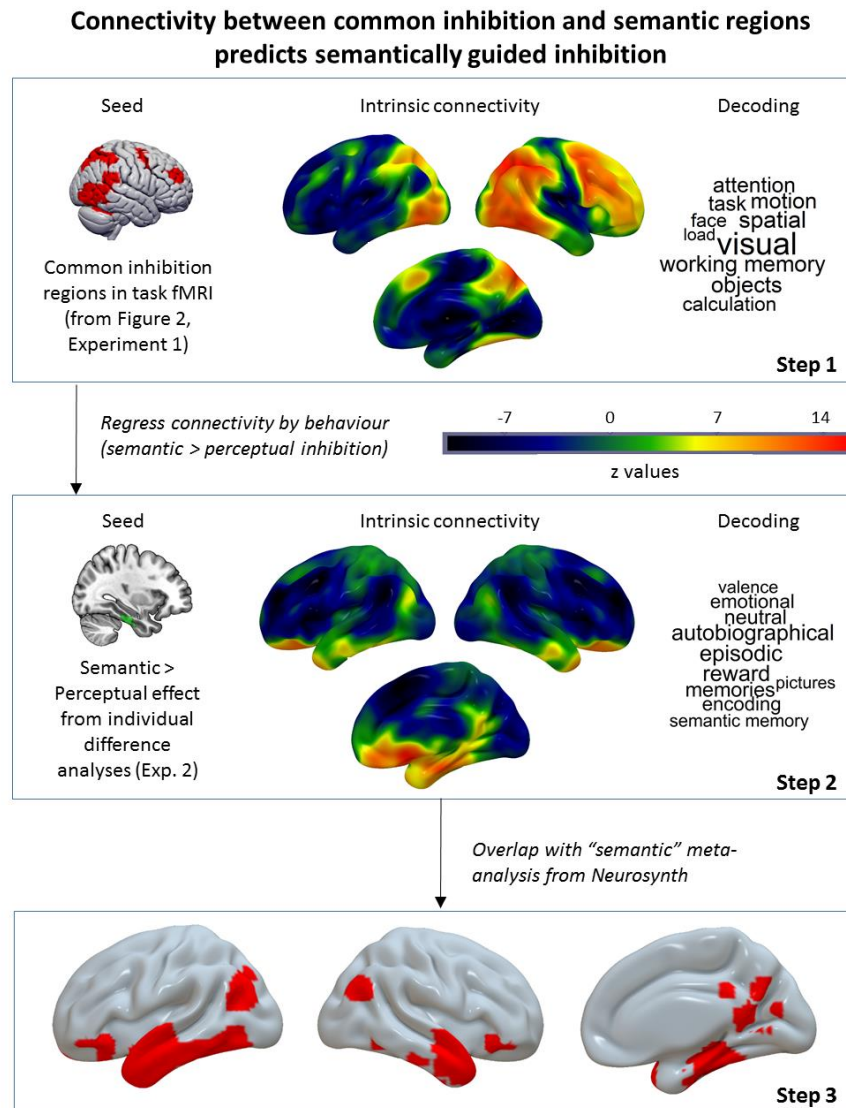 Connectivity between common inhibition and semantic regions
predicts semantically guided inhibition
Seed
Intrinsic connectivity
Decoding
Common inhibition
regions in task fMRI
(from Figure 2,
Experiment 1)
attention
task motion
face spatial
load visual
working memory
objects
calculation
Step 1
Regress connectivity by behaviour
(semantic > perceptual inhibition)
-7 0 7 14
z values
Seed
Intrinsic connectivity
Decoding
Semantic >
Perceptual effect
from individual
difference
analyses (Exp. 2)
valence
emotional
neutral
autobiographical
episodic
reward
memories pictures
encoding
semantic memory
Step 2
Overlap with “semantic” meta-
analysis from Neurosynth
Step 3